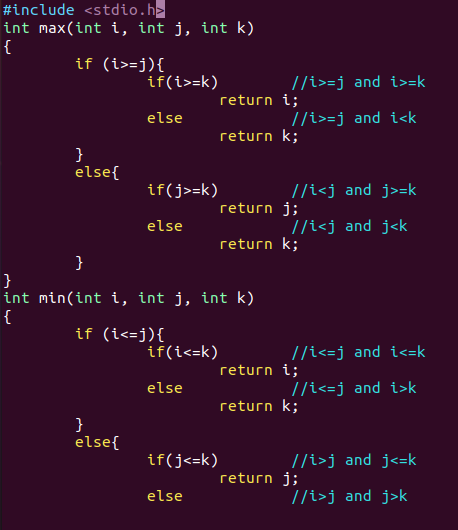 #include <stdio.h>
int max(int i, int j, int k)
{
        if (i>=j){
                if(i>=k)        //i>=j and i>=k
                        return i;
                else            //i>=j and i<k
                        return k;
        }
        else{
                if(j>=k)        //i<j and j>=k
                        return j;
                else            //i<j and j<k
                        return k;
        }
}
int min(int i, int j, int k)
{
        if (i<=j){
                if(i<=k)        //i<=j and i<=k
                        return i;
                else            //i<=j and i>k
                        return k;
        }
        else{
                if(j<=k)        //i>j and j<=k
                        return j;
                else            //i>j and j>k